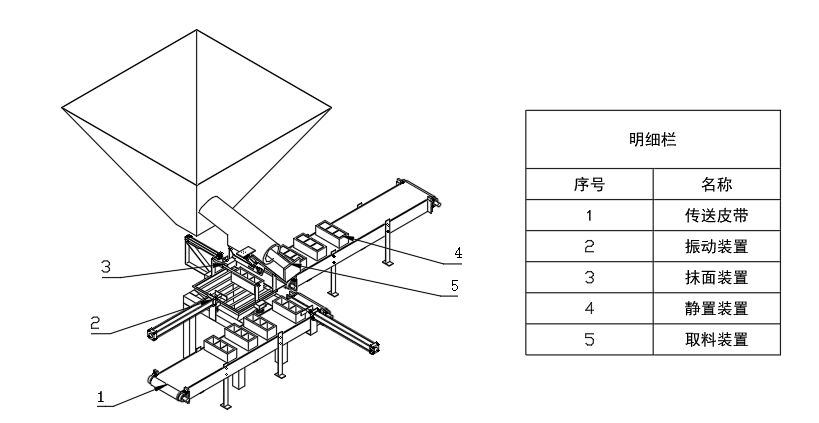 4
3
5
2
1
明细栏
序号 名称
1 传送皮带
2 振动装置
3 抹面装置
4 静置装置
5 取料装置